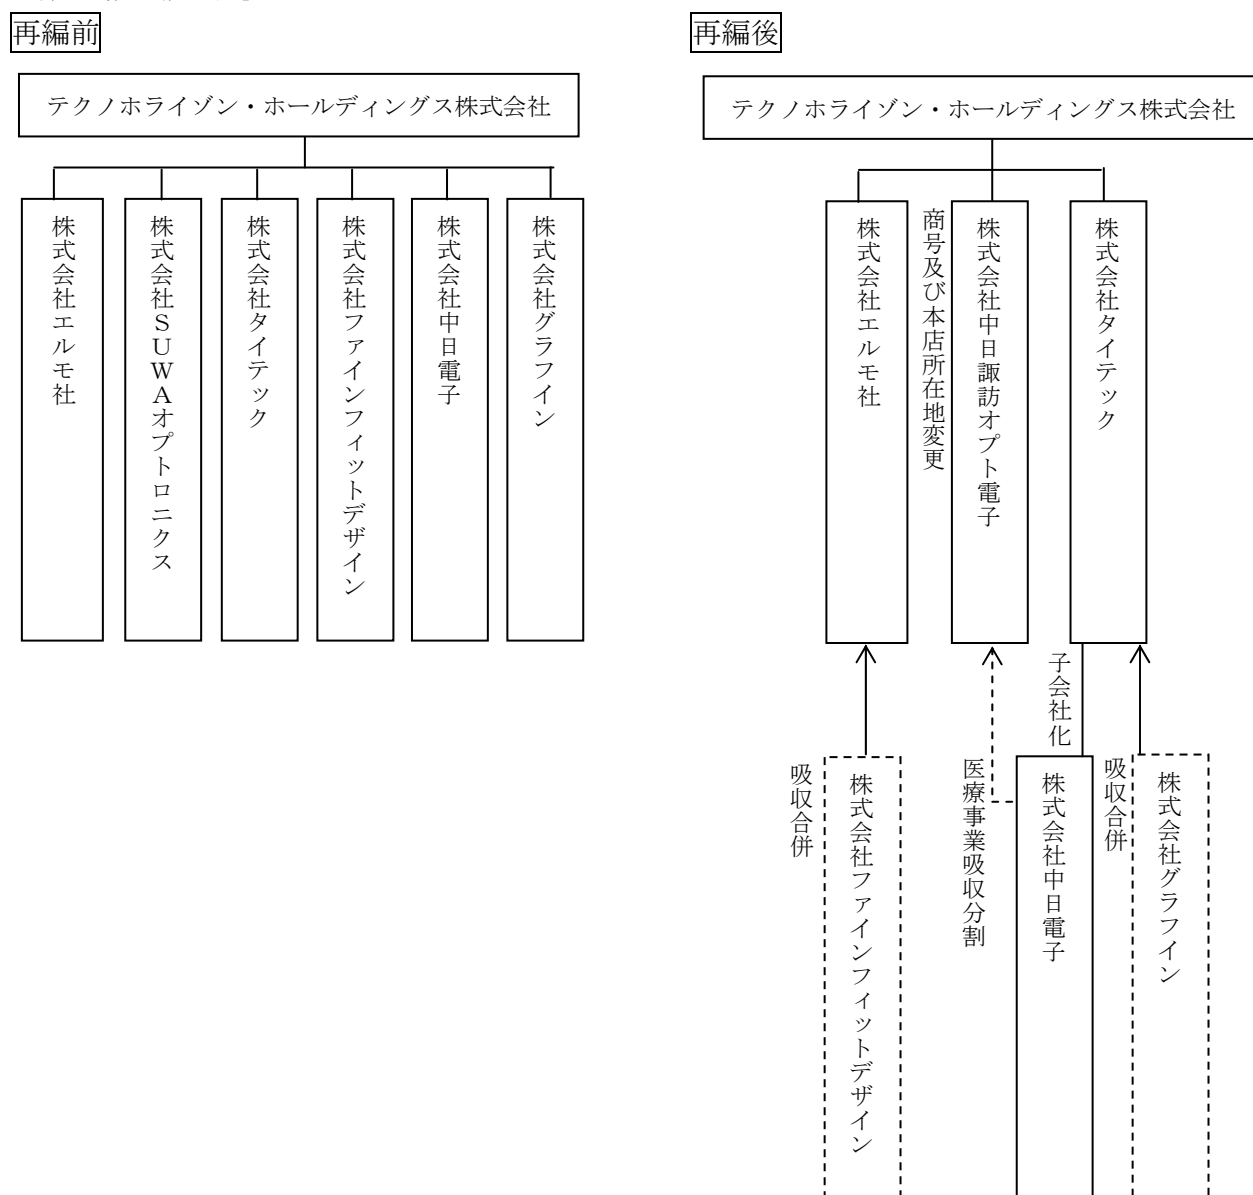 再編前
テクノホライゾン・ホールディングス株式会社
株式会社エルモ社
株式会社SUWAオプトロニクス
株式会社タイテック
株式会社ファインフィットデザイン
株式会社中日電子
株式会社グラフイン
再編後
テクノホライゾン・ホールディングス株式会社
株式会社エルモ社
商号及び本店所在地変更
株式会社中日諏訪オプト電子
株式会社タイテック
吸収合併
株式会社ファインフィットデザイン
医療事業吸収分割
子会社化
株式会社中日電子
吸収合併
株式会社グラフイン